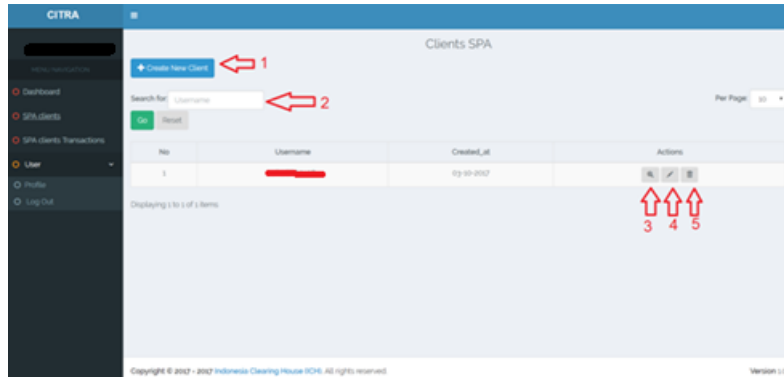 CITRA
Clients SPA
MENU NAVIGATION
+ Create New Client
1
Dashboard
SPA clients
SPA clients Transactions
User
Profile
Log Out
Search for: Username
2
Per Page: 10
Go Reset
No Username Created_at Actions
1 03-10-2017
3 4 5
Displaying 1 to 1 of 1 items
Copyright © 2017 - 2017 Indonesia Clearing House (ICH). All rights reserved.
Version